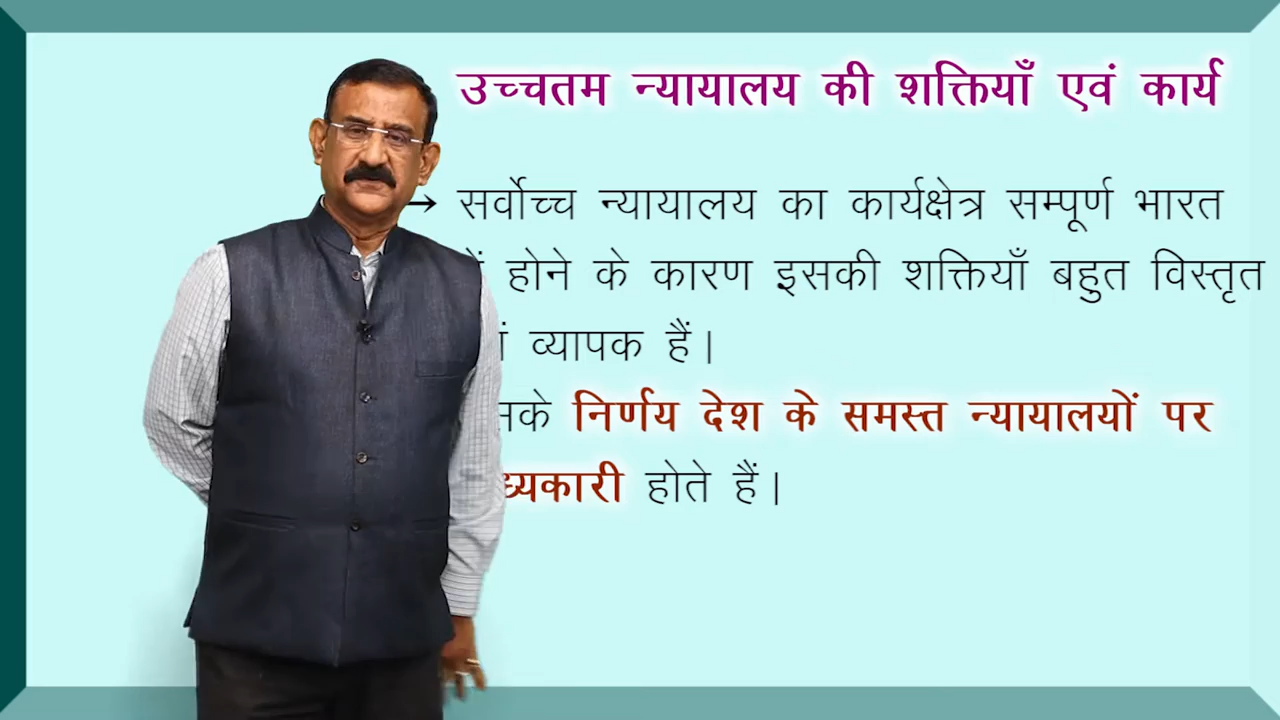 उच्चतम न्यायालय की शक्तियाँ एवं कार्य
→ सर्वोच्च न्यायालय का कार्यक्षेत्र सम्पूर्ण भारत
होने के कारण इसकी शक्तियाँ बहुत विस्तृत
व्यापक हैं।
निर्णय देश के समस्त न्यायालयों पर
होते हैं।